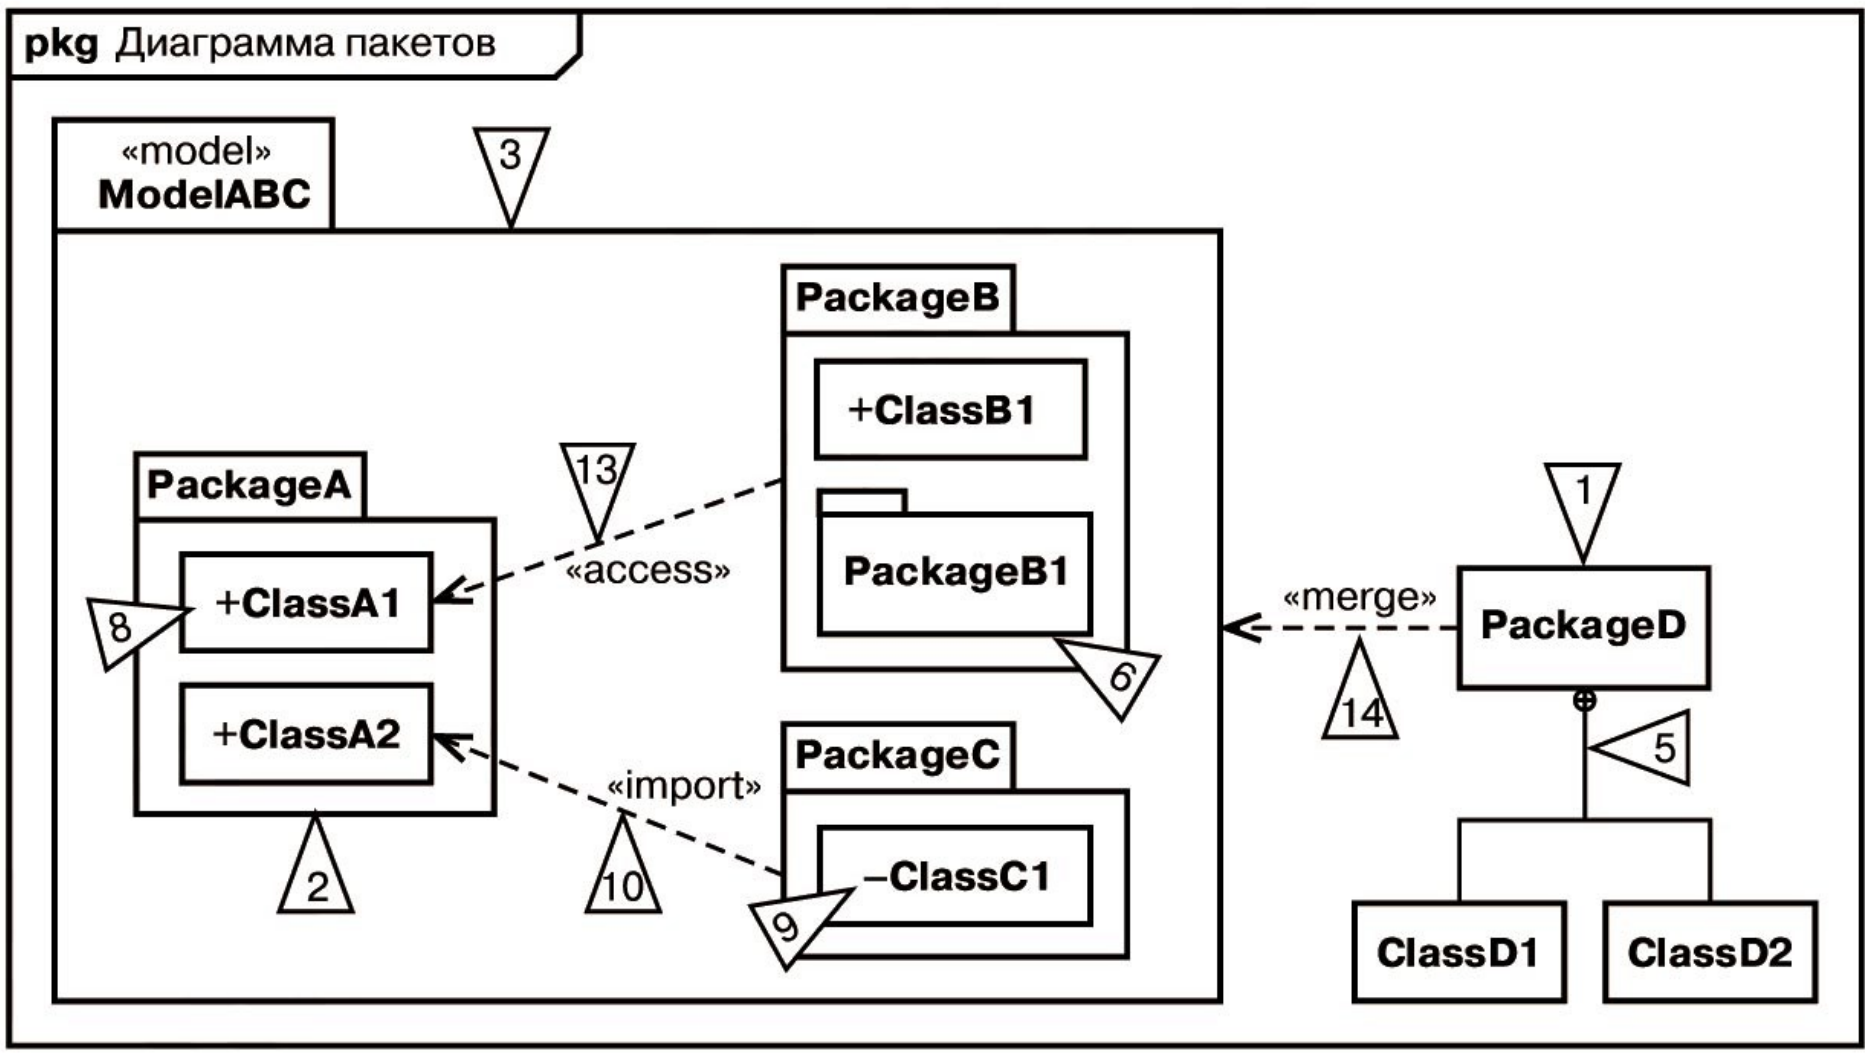 pkg Диаграмма пакетов
«model»
ModelABC
3
PackageB
+ClassB1
PackageA
13
1
+ClassA1
«access»
PackageB1
«merge»
PackageD
8
6
14
+ClassA2
PackageC
5
«import»
2
10
–ClassC1
9
ClassD1
ClassD2